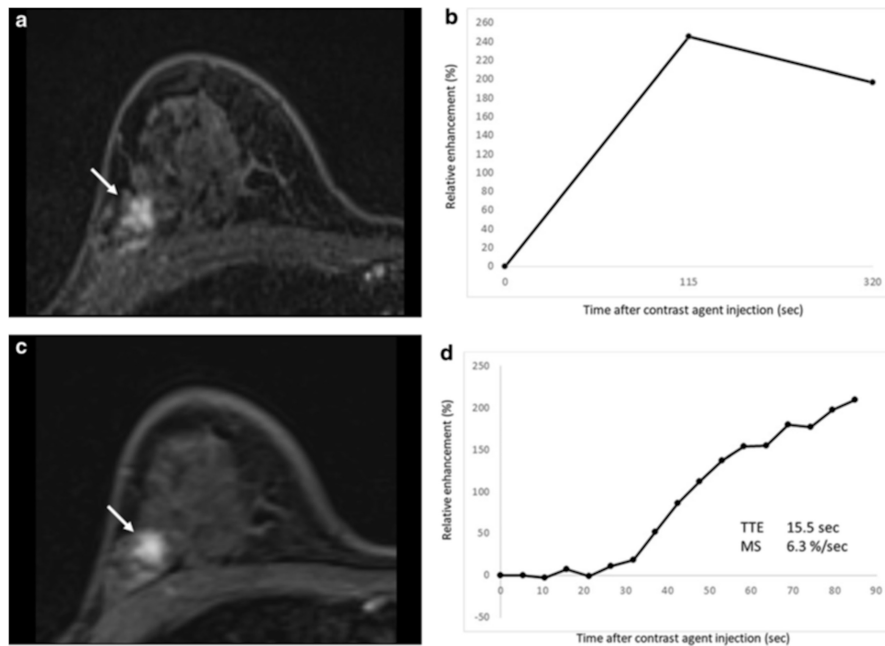 a
b
Relative enhancement (%)
260
240
220
200
180
160
140
120
100
80
60
40
20
0
0 115 320
Time after contrast agent injection (sec)
c
d
Relative enhancement (%)
250
200
150
100
50
0
-50
0 10 20 30 40 50 60 70 80 90
TTE 15.5 sec
MS 6.3 %/sec
Time after contrast agent injection (sec)